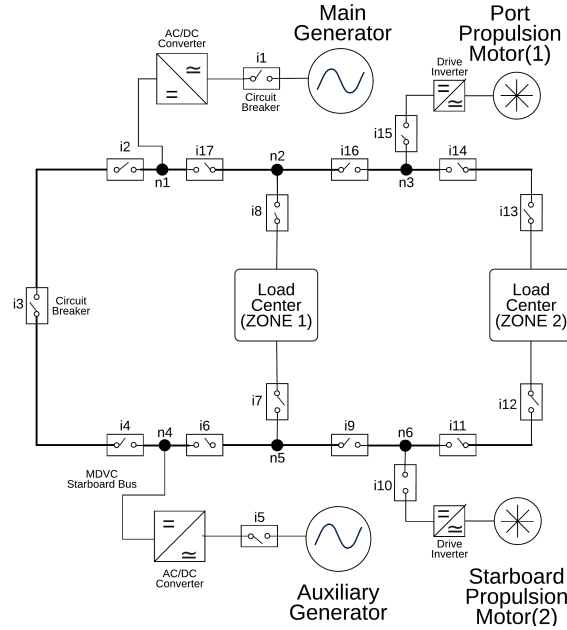 Main
Generator
Port
Propulsion
Motor(1)
AC/DC
Converter
i1
Circuit
Breaker
Drive
Inverter
i15
i2
i17
n2
i16
i14
n1
n3
i8
i13
Load
Center
(ZONE 1)
Load
Center
(ZONE 2)
i3
Circuit
Breaker
i7
i12
i4
n4
i6
i9
n6
i11
n5
MDVC
Starboard Bus
i10
i5
AC/DC
Converter
Drive
Inverter
Auxiliary
Generator
Starboard
Propulsion
Motor(2)